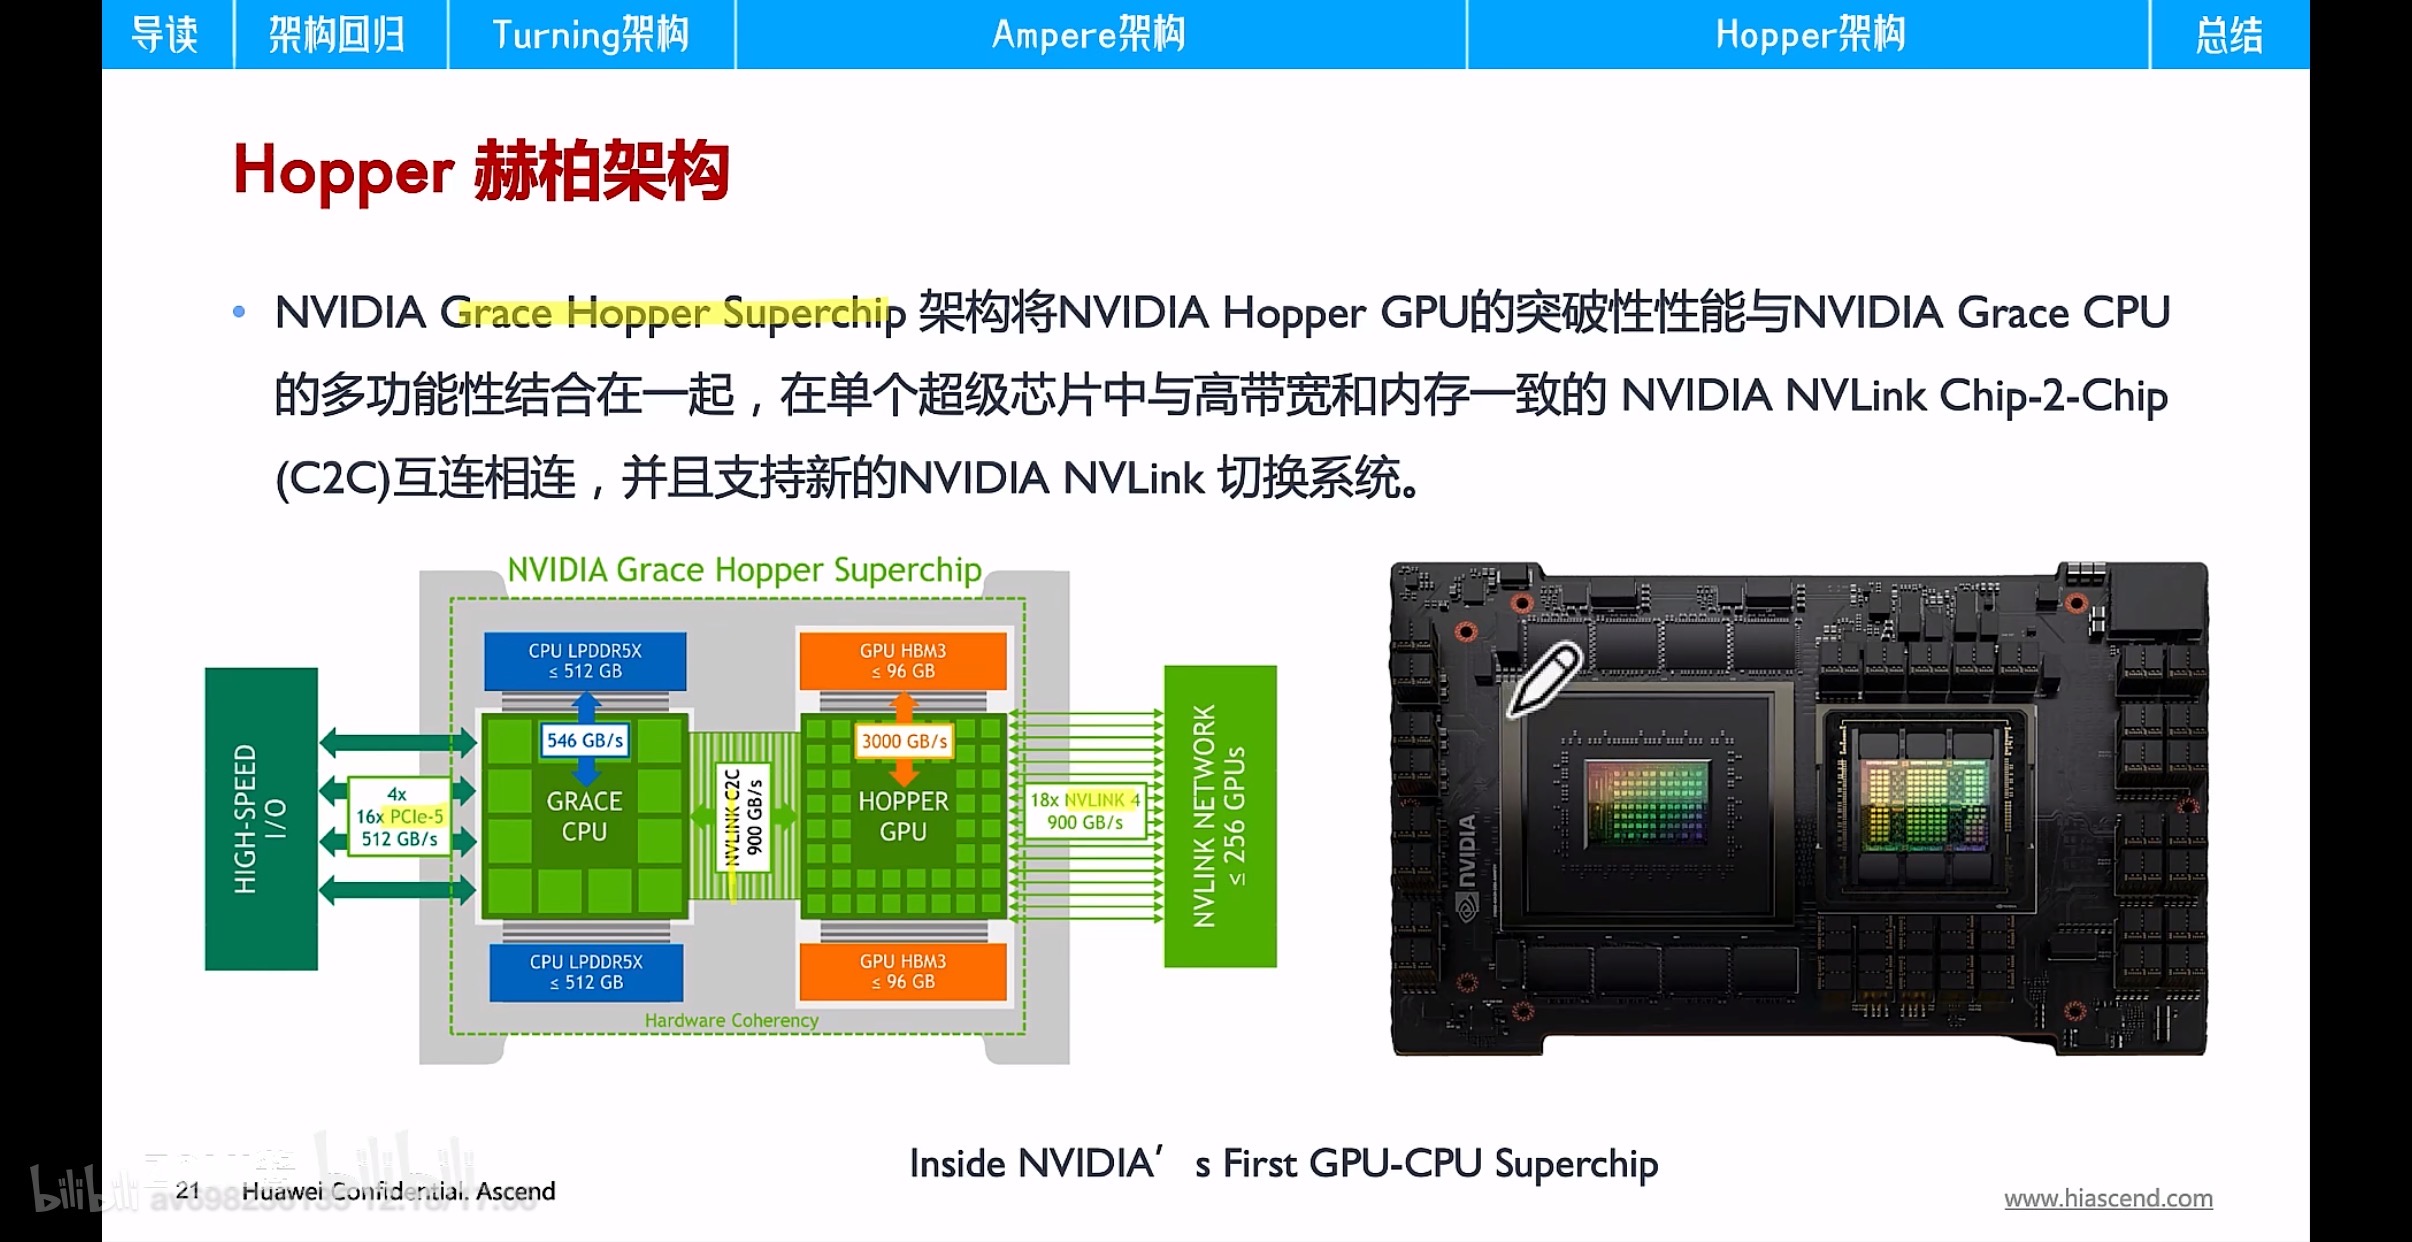 导读 架构回归 Turning架构 Ampere架构 Hopper架构 总结
Hopper 赫柏架构
• NVIDIA Grace Hopper Superchip 架构将NVIDIA Hopper GPU的突破性性能与NVIDIA Grace CPU
的多功能性结合在一起，在单个超级芯片中与高带宽和内存一致的 NVIDIA NVLink Chip-2-Chip
(C2C)互连相连，并且支持新的NVIDIA NVLink 切换系统。
NVIDIA Grace Hopper Superchip
CPU LPDDR5X
≤ 512 GB
GPU HBM3
≤ 96 GB
HIGH-SPEED
I/O
4x
16x PCIe-5
512 GB/s
546 GB/s
GRACE
CPU
NVLINK C2C
900 GB/s
3000 GB/s
HOPPER
GPU
18x NVLINK 4
900 GB/s
NVLINK NETWORK
≤ 256 GPUs
CPU LPDDR5X
≤ 512 GB
GPU HBM3
≤ 96 GB
Hardware Coherency
NVIDIA
Inside NVIDIA’s First GPU-CPU Superchip
bilibili
21 Huawei Confidential. Ascend
www.hiascend.com